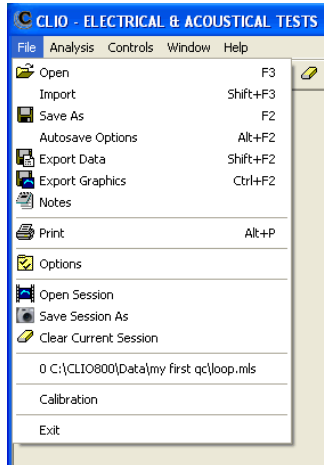 CLIO - ELECTRICAL & ACOUSTICAL TESTS
File Analysis Controls Window Help
Open F3
Import Shift+F3
Save As F2
Autosave Options Alt+F2
Export Data Shift+F2
Export Graphics Ctrl+F2
Notes
Print Alt+P
Options
Open Session
Save Session As
Clear Current Session
0 C:\CLIO800\Data\my first qc\loop.mls
Calibration
Exit